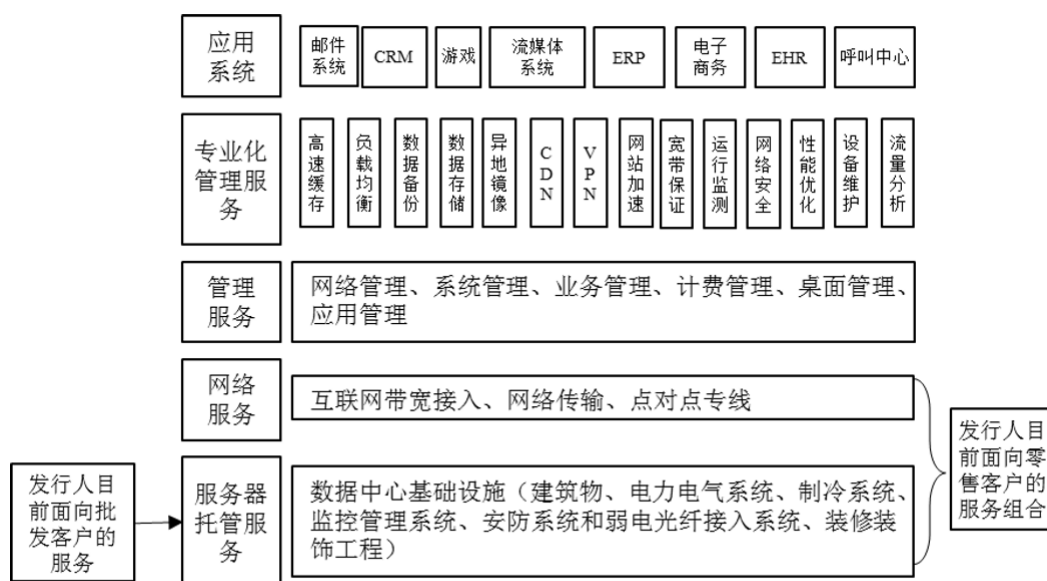 应用
系统
邮件
系统
CRM
游戏
流媒体
系统
ERP
电子
商务
EHR
呼叫中心
专业化
管理服
务
高速缓存
负载均衡
数据备份
数据存储
异地镜像
CDN
VPN
网站加速
宽带保证
运行监测
网络安全
性能优化
设备维护
流量分析
管理
服务
网络管理、系统管理、业务管理、计费管理、桌面管理、
应用管理
网络
服务
互联网带宽接入、网络传输、点对点专线
发行人目
前面向批
发客户的
服务
服务器
托管服
务
数据中心基础设施（建筑物、电力电气系统、制冷系统、
监控管理系统、安防系统和弱电光纤接入系统、装修装
饰工程）
发行人目
前面向零
售客户的
服务组合